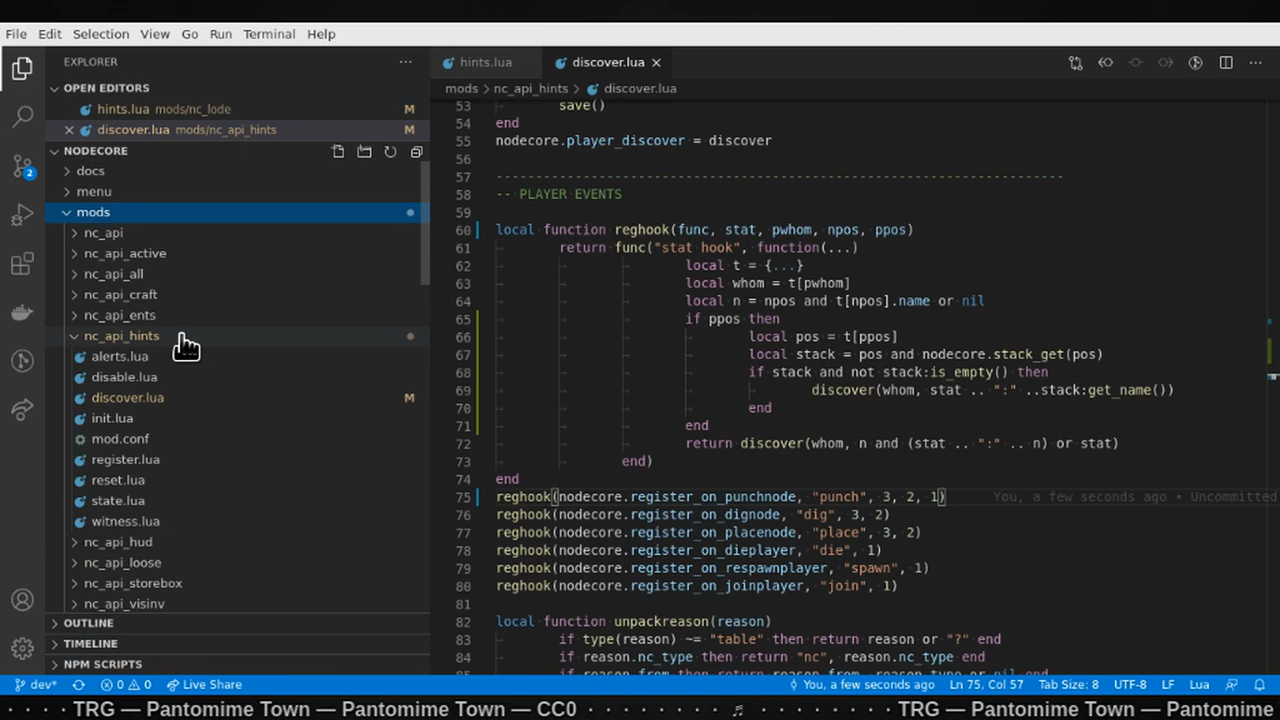 File Edit Selection View Go Run Terminal Help
EXPLORER
OPEN EDITORS
hints.lua mods/nc_lode M
discover.lua mods/nc_api_hints M
NODECORE
docs
menu
mods
nc_api
nc_api_active
nc_api_all
nc_api_craft
nc_api_ents
nc_api_hints
alerts.lua
disable.lua
discover.lua M
init.lua
mod.conf
register.lua
reset.lua
state.lua
witness.lua
nc_api_hud
nc_api_loose
nc_api_storebox
nc_api_visinv
OUTLINE
TIMELINE
NPM SCRIPTS
2
hints.lua discover.lua
mods > nc_api_hints > discover.lua
53 save()
54 end
55 nodecore.player_discover = discover
56
57 ------------------------------------------------------------------------
58 -- PLAYER EVENTS
59
60 local function reghook(func, stat, pwhom, npos, ppos)
61 return func("stat hook", function(...)
62 local t = {...}
63 local whom = t[pwhom]
64 local n = npos and t[npos].name or nil
65 if ppos then
66 local pos = t[ppos]
67 local stack = pos and nodecore.stack_get(pos)
68 if stack and not stack:is_empty() then
69 discover(whom, stat .. ":" ..stack:get_name())
70 end
71 end
72 return discover(whom, n and (stat .. ":" .. n) or stat)
73 end)
74 end
75 reghook(nodecore.register_on_punchnode, "punch", 3, 2, 1) You, a few seconds ago • Uncommitted
76 reghook(nodecore.register_on_dignode, "dig", 3, 2)
77 reghook(nodecore.register_on_placenode, "place", 3, 2)
78 reghook(nodecore.register_on_dieplayer, "die", 1)
79 reghook(nodecore.register_on_respawnplayer, "spawn", 1)
80 reghook(nodecore.register_on_joinplayer, "join", 1)
81
82 local function unpackreason(reason)
83 if type(reason) ~= "table" then return reason or "?" end
84 if reason.nc_type then return "nc", reason.nc_type end
dev* 0 0 Live Share You, a few seconds ago Ln 75, Col 57 Tab Size: 8 UTF-8 LF Lua
TRG — Pantomime Town — Pantomime Town — CC0 · · · · · · · · ♬ · · · · · · · · TRG — Pantomime Town — Pantomime